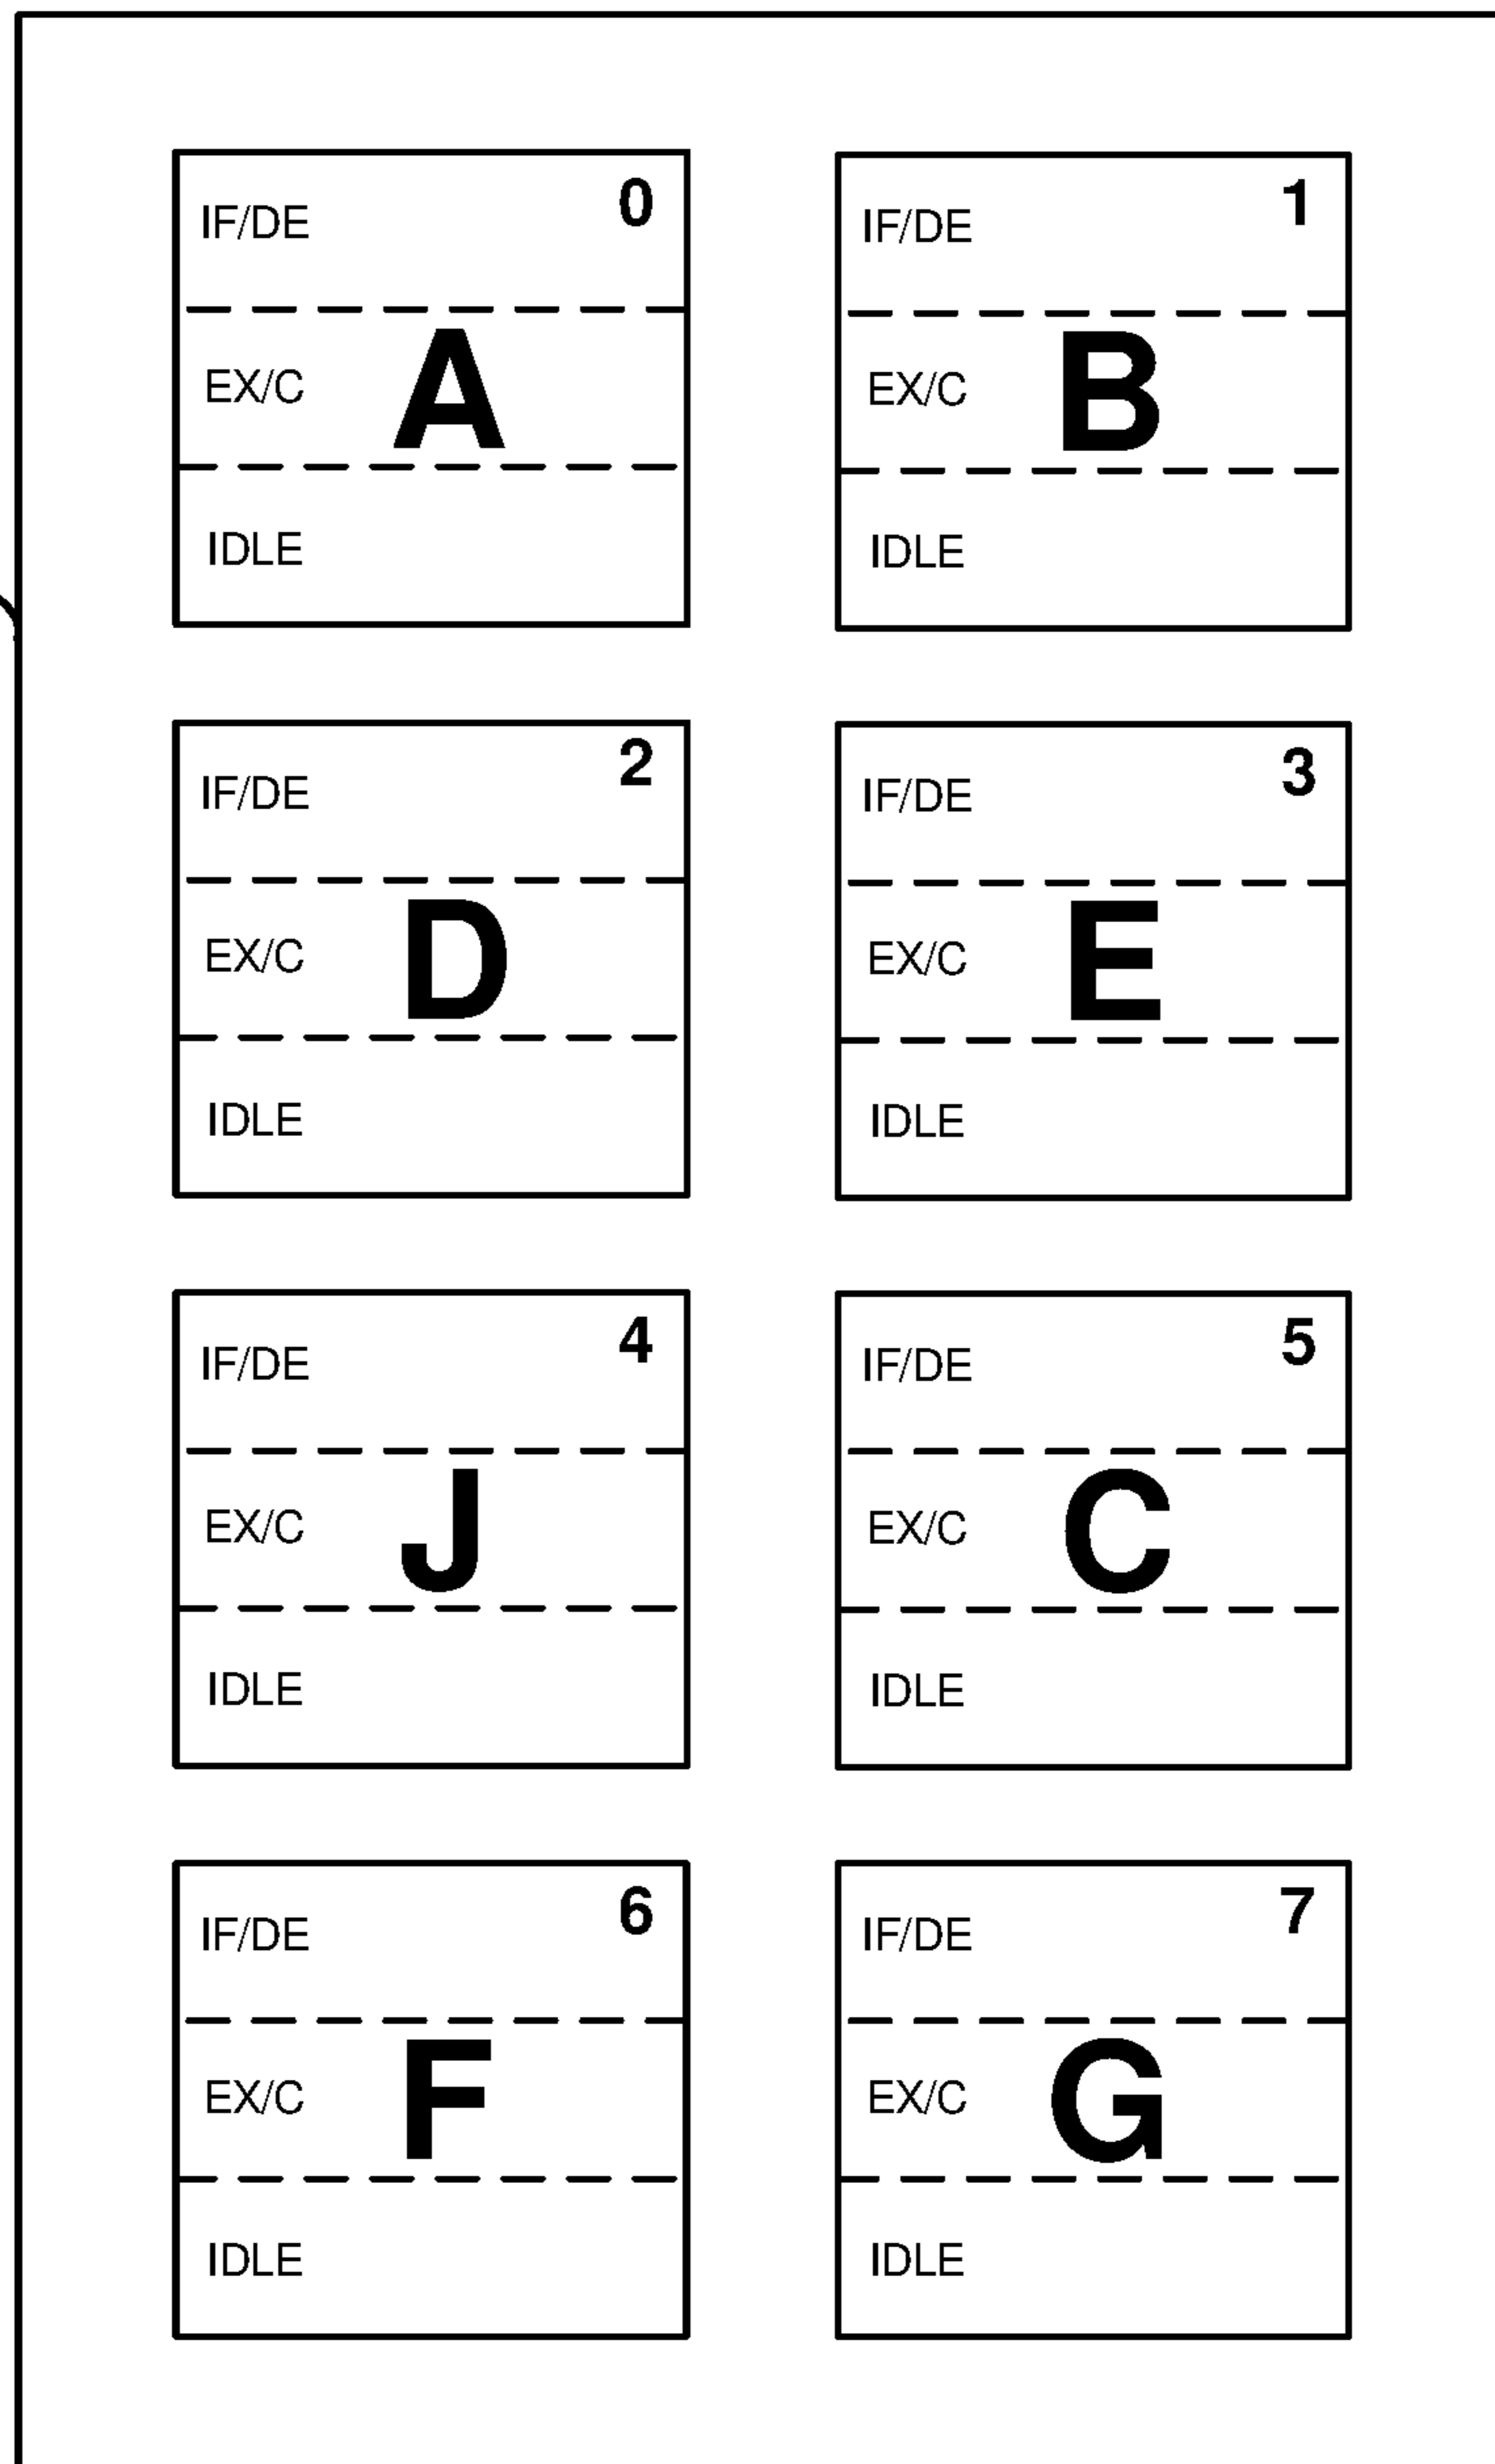 0
IF/DE
EX/C A
IDLE
1
IF/DE
EX/C B
IDLE
2
IF/DE
EX/C D
IDLE
3
IF/DE
EX/C E
IDLE
4
IF/DE
EX/C J
IDLE
5
IF/DE
EX/C C
IDLE
6
IF/DE
EX/C F
IDLE
7
IF/DE
EX/C G
IDLE